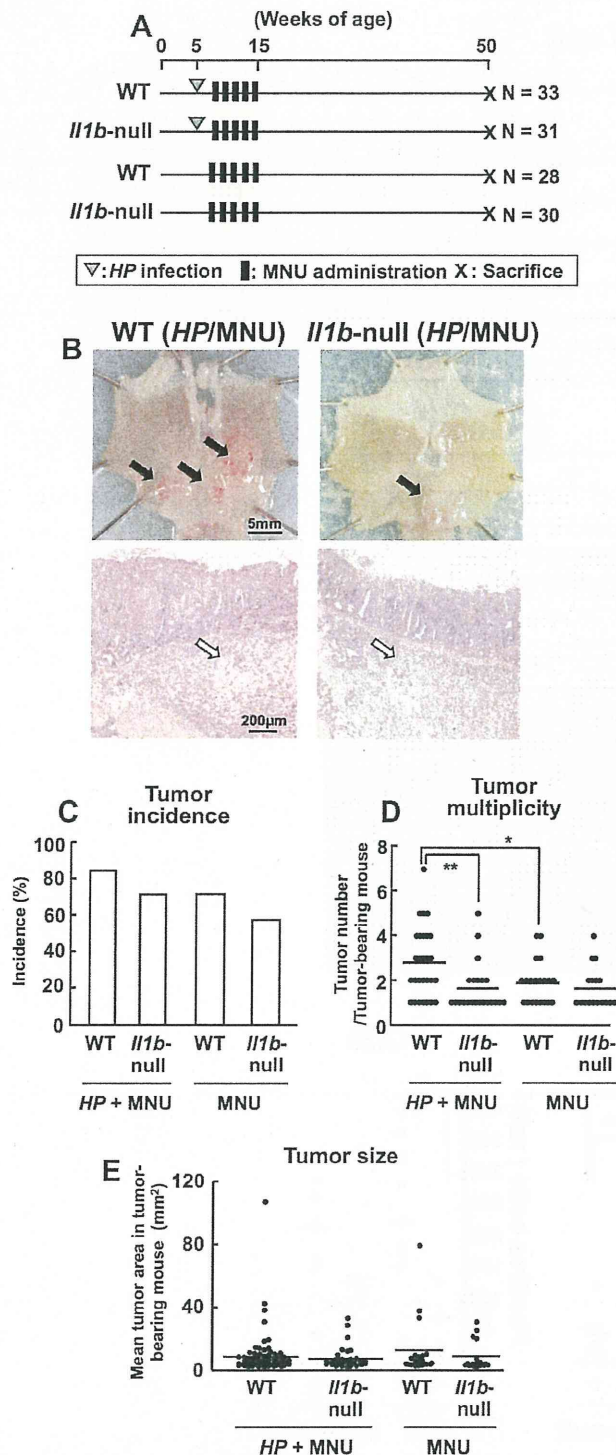 A
(Weeks of age)
0 5 15 50
WT X N = 33
Il1b-null X N = 31
WT X N = 28
Il1b-null X N = 30
:HP infection : MNU administration X: Sacrifice
B
WT (HP/MNU) Il1b-null (HP/MNU)
5mm
200µm
C
Tumor
incidence
Incidence (%)
80
60
40
20
0
WT Il1b-
null
WT Il1b-
null
HP + MNU MNU
D
Tumor
multiplicity
Tumor number
/Tumor-bearing mouse
8
6
4
2
0
**
*
WT Il1b-
null
WT Il1b-
null
HP + MNU MNU
E
Tumor size
Mean tumor area in tumor-
bearing mouse (mm²)
120
80
40
0
WT Il1b-
null
WT Il1b-
null
HP + MNU MNU